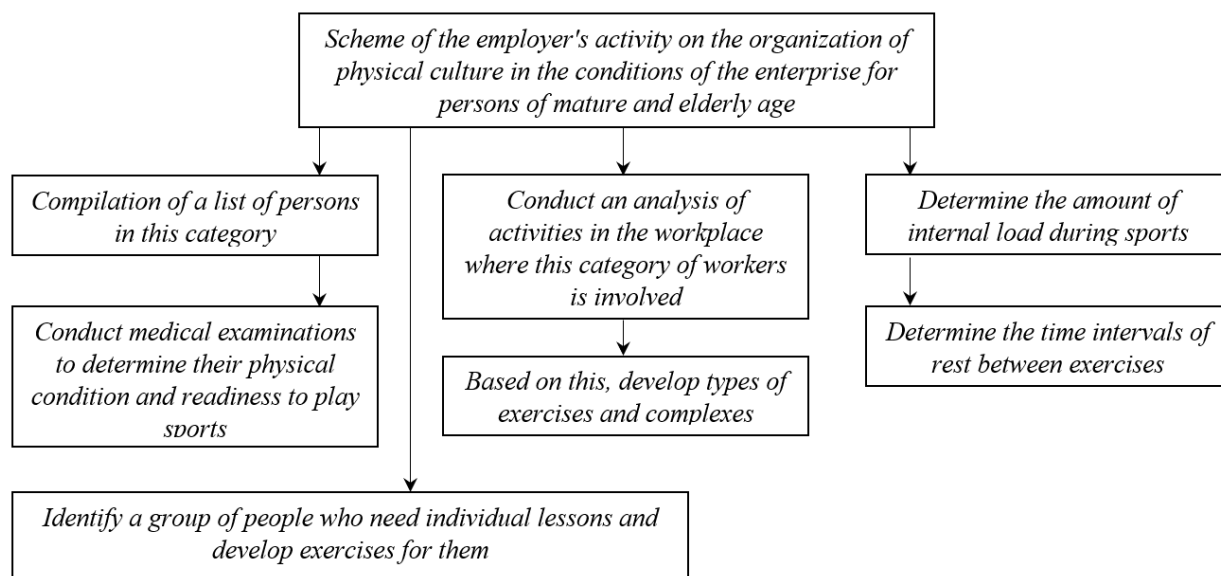 Scheme of the employer's activity on the organization of
physical culture in the conditions of the enterprise for
persons of mature and elderly age
Compilation of a list of persons
in this category
Conduct an analysis of
activities in the workplace
where this category of workers
is involved
Determine the amount of
internal load during sports
Conduct medical examinations
to determine their physical
condition and readiness to play
sports
Based on this, develop types of
exercises and complexes
Determine the time intervals of
rest between exercises
Identify a group of people who need individual lessons and
develop exercises for them